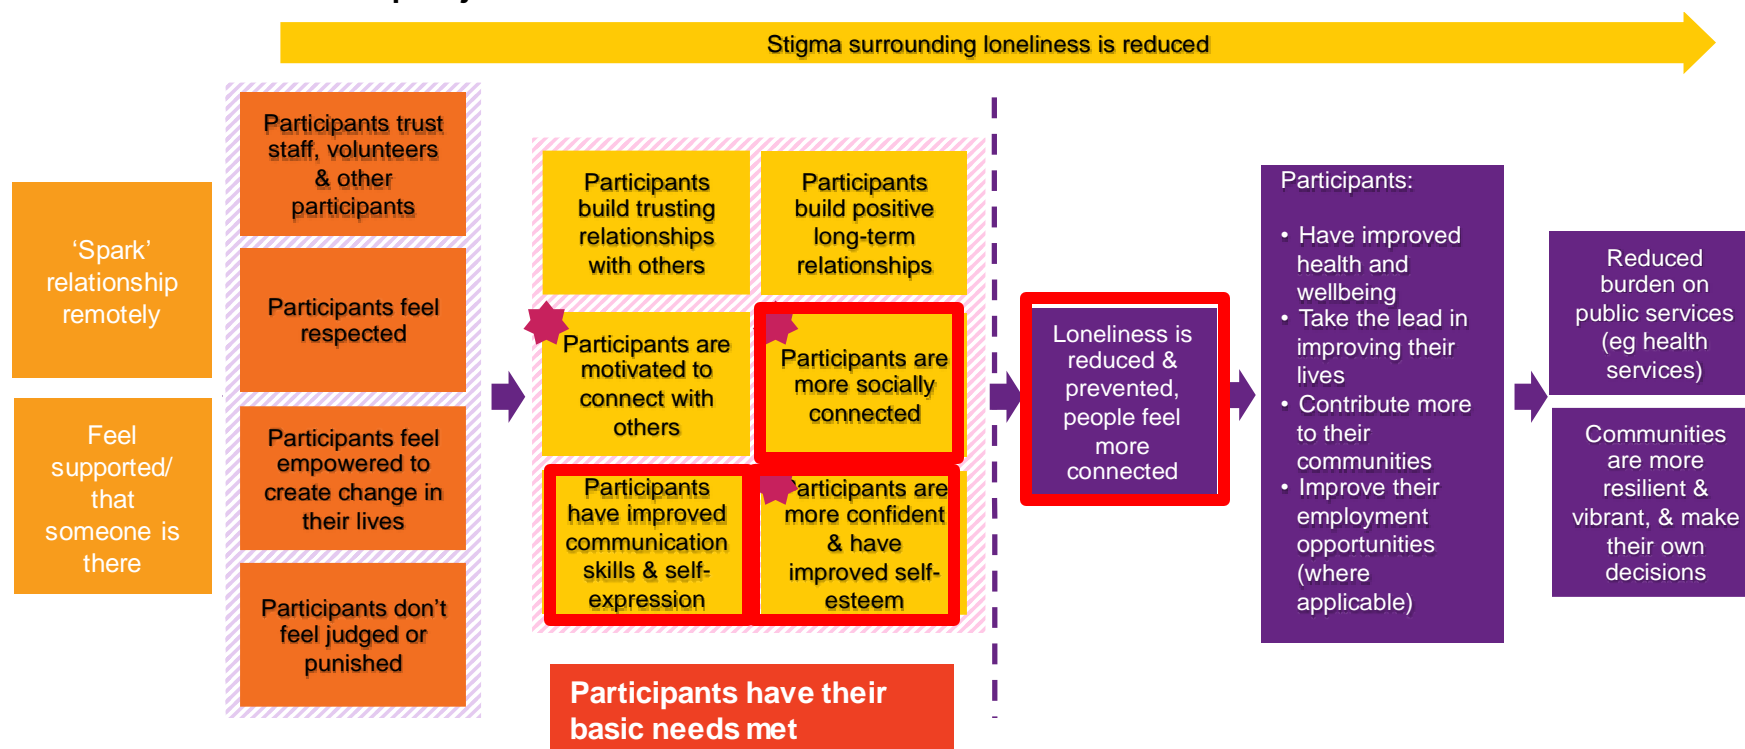 Stigma surrounding loneliness is reduced
‘Spark’
relationship
remotely
Feel
supported/
that
someone is
there
Participants trust
staff, volunteers
& other
participants
Participants feel
respected
Participants feel
empowered to
create change in
their lives
Participants don’t
feel judged or
punished
Participants
build trusting
relationships
with others
Participants
build positive
long-term
relationships
Participants are
motivated to
connect with
others
Participants are
more socially
connected
Participants
have improved
communication
skills & self-
expression
Participants are
more confident
& have
improved self-
esteem
Participants have their
basic needs met
Loneliness is
reduced &
prevented,
people feel
more
connected
Participants:
• Have improved
health and
wellbeing
• Take the lead in
improving their
lives
• Contribute more
to their
communities
• Improve their
employment
opportunities
(where
applicable)
Reduced
burden on
public services
(eg health
services)
Communities
are more
resilient &
vibrant, & make
their own
decisions